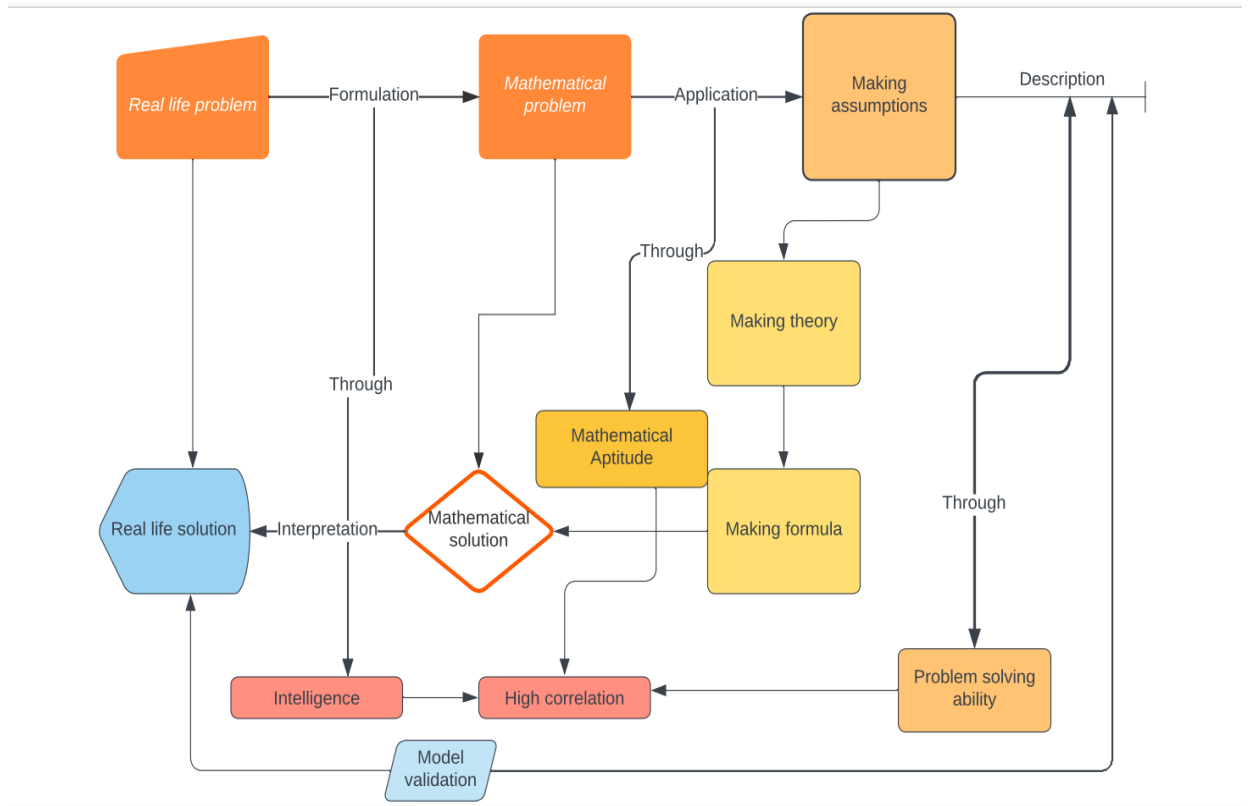 Real life problem
Formulation
Mathematical
problem
Application
Making
assumptions
Description
Through
Making theory
Through
Mathematical
Aptitude
Through
Real life solution
Interpretation
Mathematical
solution
Making formula
Intelligence
High correlation
Problem solving
ability
Model
validation